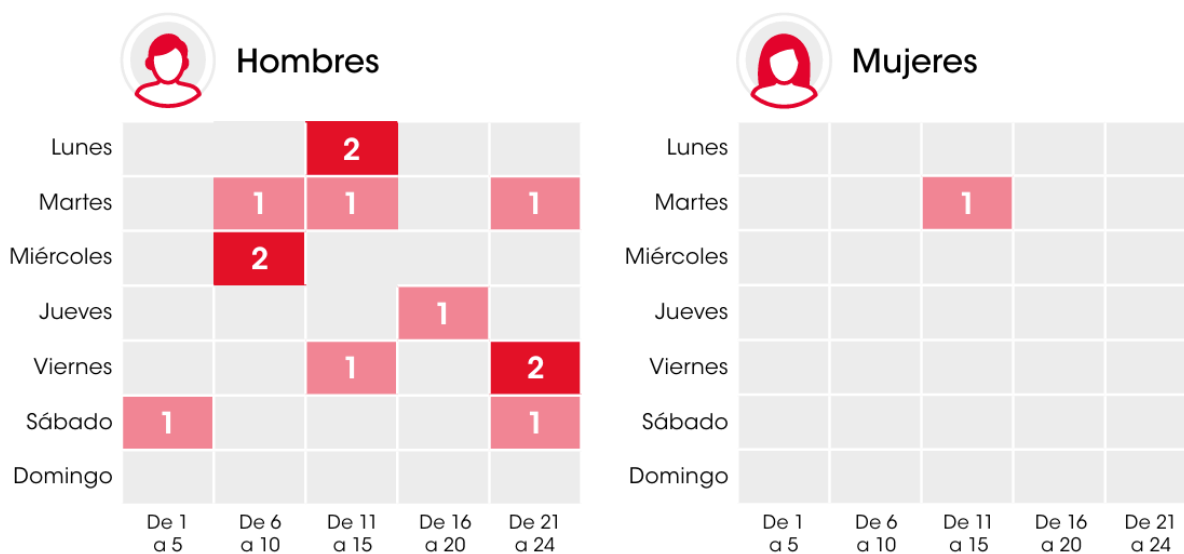 Hombres
Lunes 2
Martes 1 1 1
Miércoles 2
Jueves 1
Viernes 1 2
Sábado 1 1
Domingo
De 1 a 5
De 6 a 10
De 11 a 15
De 16 a 20
De 21 a 24
Mujeres
Lunes
Martes 1
Miércoles
Jueves
Viernes
Sábado
Domingo
De 1 a 5
De 6 a 10
De 11 a 15
De 16 a 20
De 21 a 24